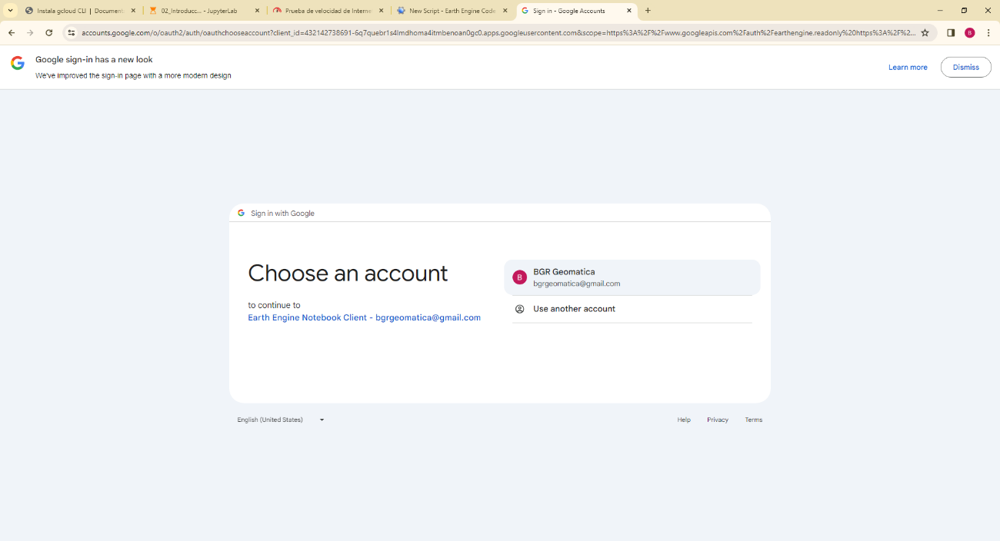 Instala gcloud CLI | Document
02_Introducc... - JupyterLab
Prueba de velocidad de Interne
New Script - Earth Engine Code
Sign in - Google Accounts
accounts.google.com/o/oauth2/auth/oauthchooseaccount?client_id=432142738691-6q7quebr1s4lmdhoma4itmbenoan0gc0.apps.googleusercontent.com&scope=https%3A%2F%2Fwww.googleapis.com%2Fauth%2Fearthengine.readonly%20https%3A%2F%2...
B
Google sign-in has a new look
We've improved the sign-in page with a more modern design
Learn more
Dismiss
Sign in with Google
Choose an account
to continue to
Earth Engine Notebook Client - bgrgeomatica@gmail.com
B
BGR Geomatica
bgrgeomatica@gmail.com
Use another account
English (United States)
Help
Privacy
Terms